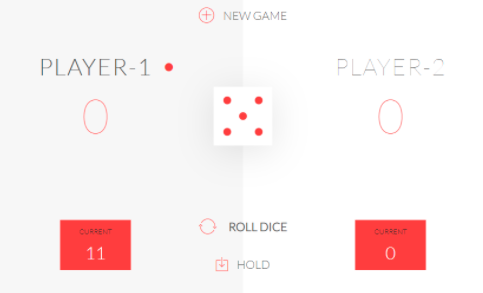 NEW GAME
PLAYER-1
PLAYER-2
0
0
ROLL DICE
CURRENT
11
CURRENT
0
HOLD